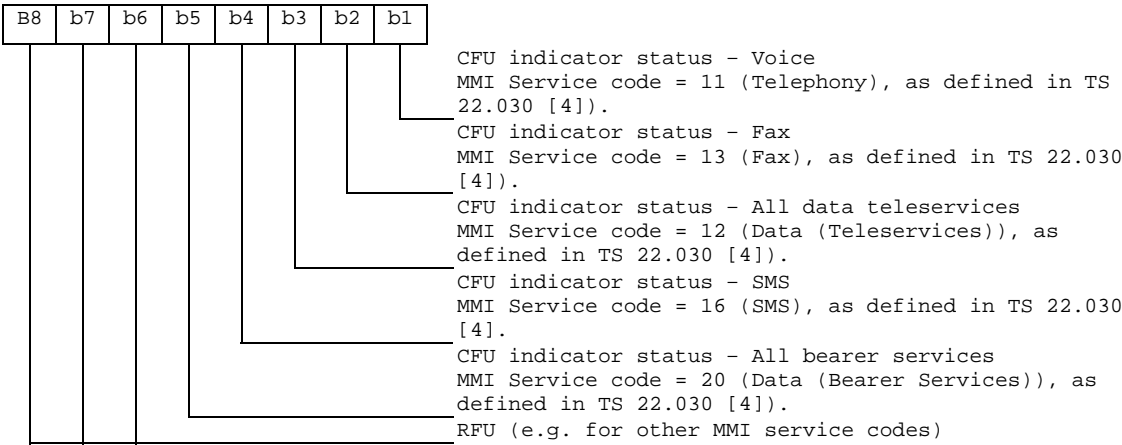 B8 b7 b6 b5 b4 b3 b2 b1
CFU indicator status – Voice
MMI Service code = 11 (Telephony), as defined in TS
22.030 [4]).
CFU indicator status – Fax
MMI Service code = 13 (Fax), as defined in TS 22.030
[4]).
CFU indicator status – All data teleservices
MMI Service code = 12 (Data (Teleservices)), as
defined in TS 22.030 [4]).
CFU indicator status – SMS
MMI Service code = 16 (SMS), as defined in TS 22.030
[4].
CFU indicator status – All bearer services
MMI Service code = 20 (Data (Bearer Services)), as
defined in TS 22.030 [4]).
RFU (e.g. for other MMI service codes)